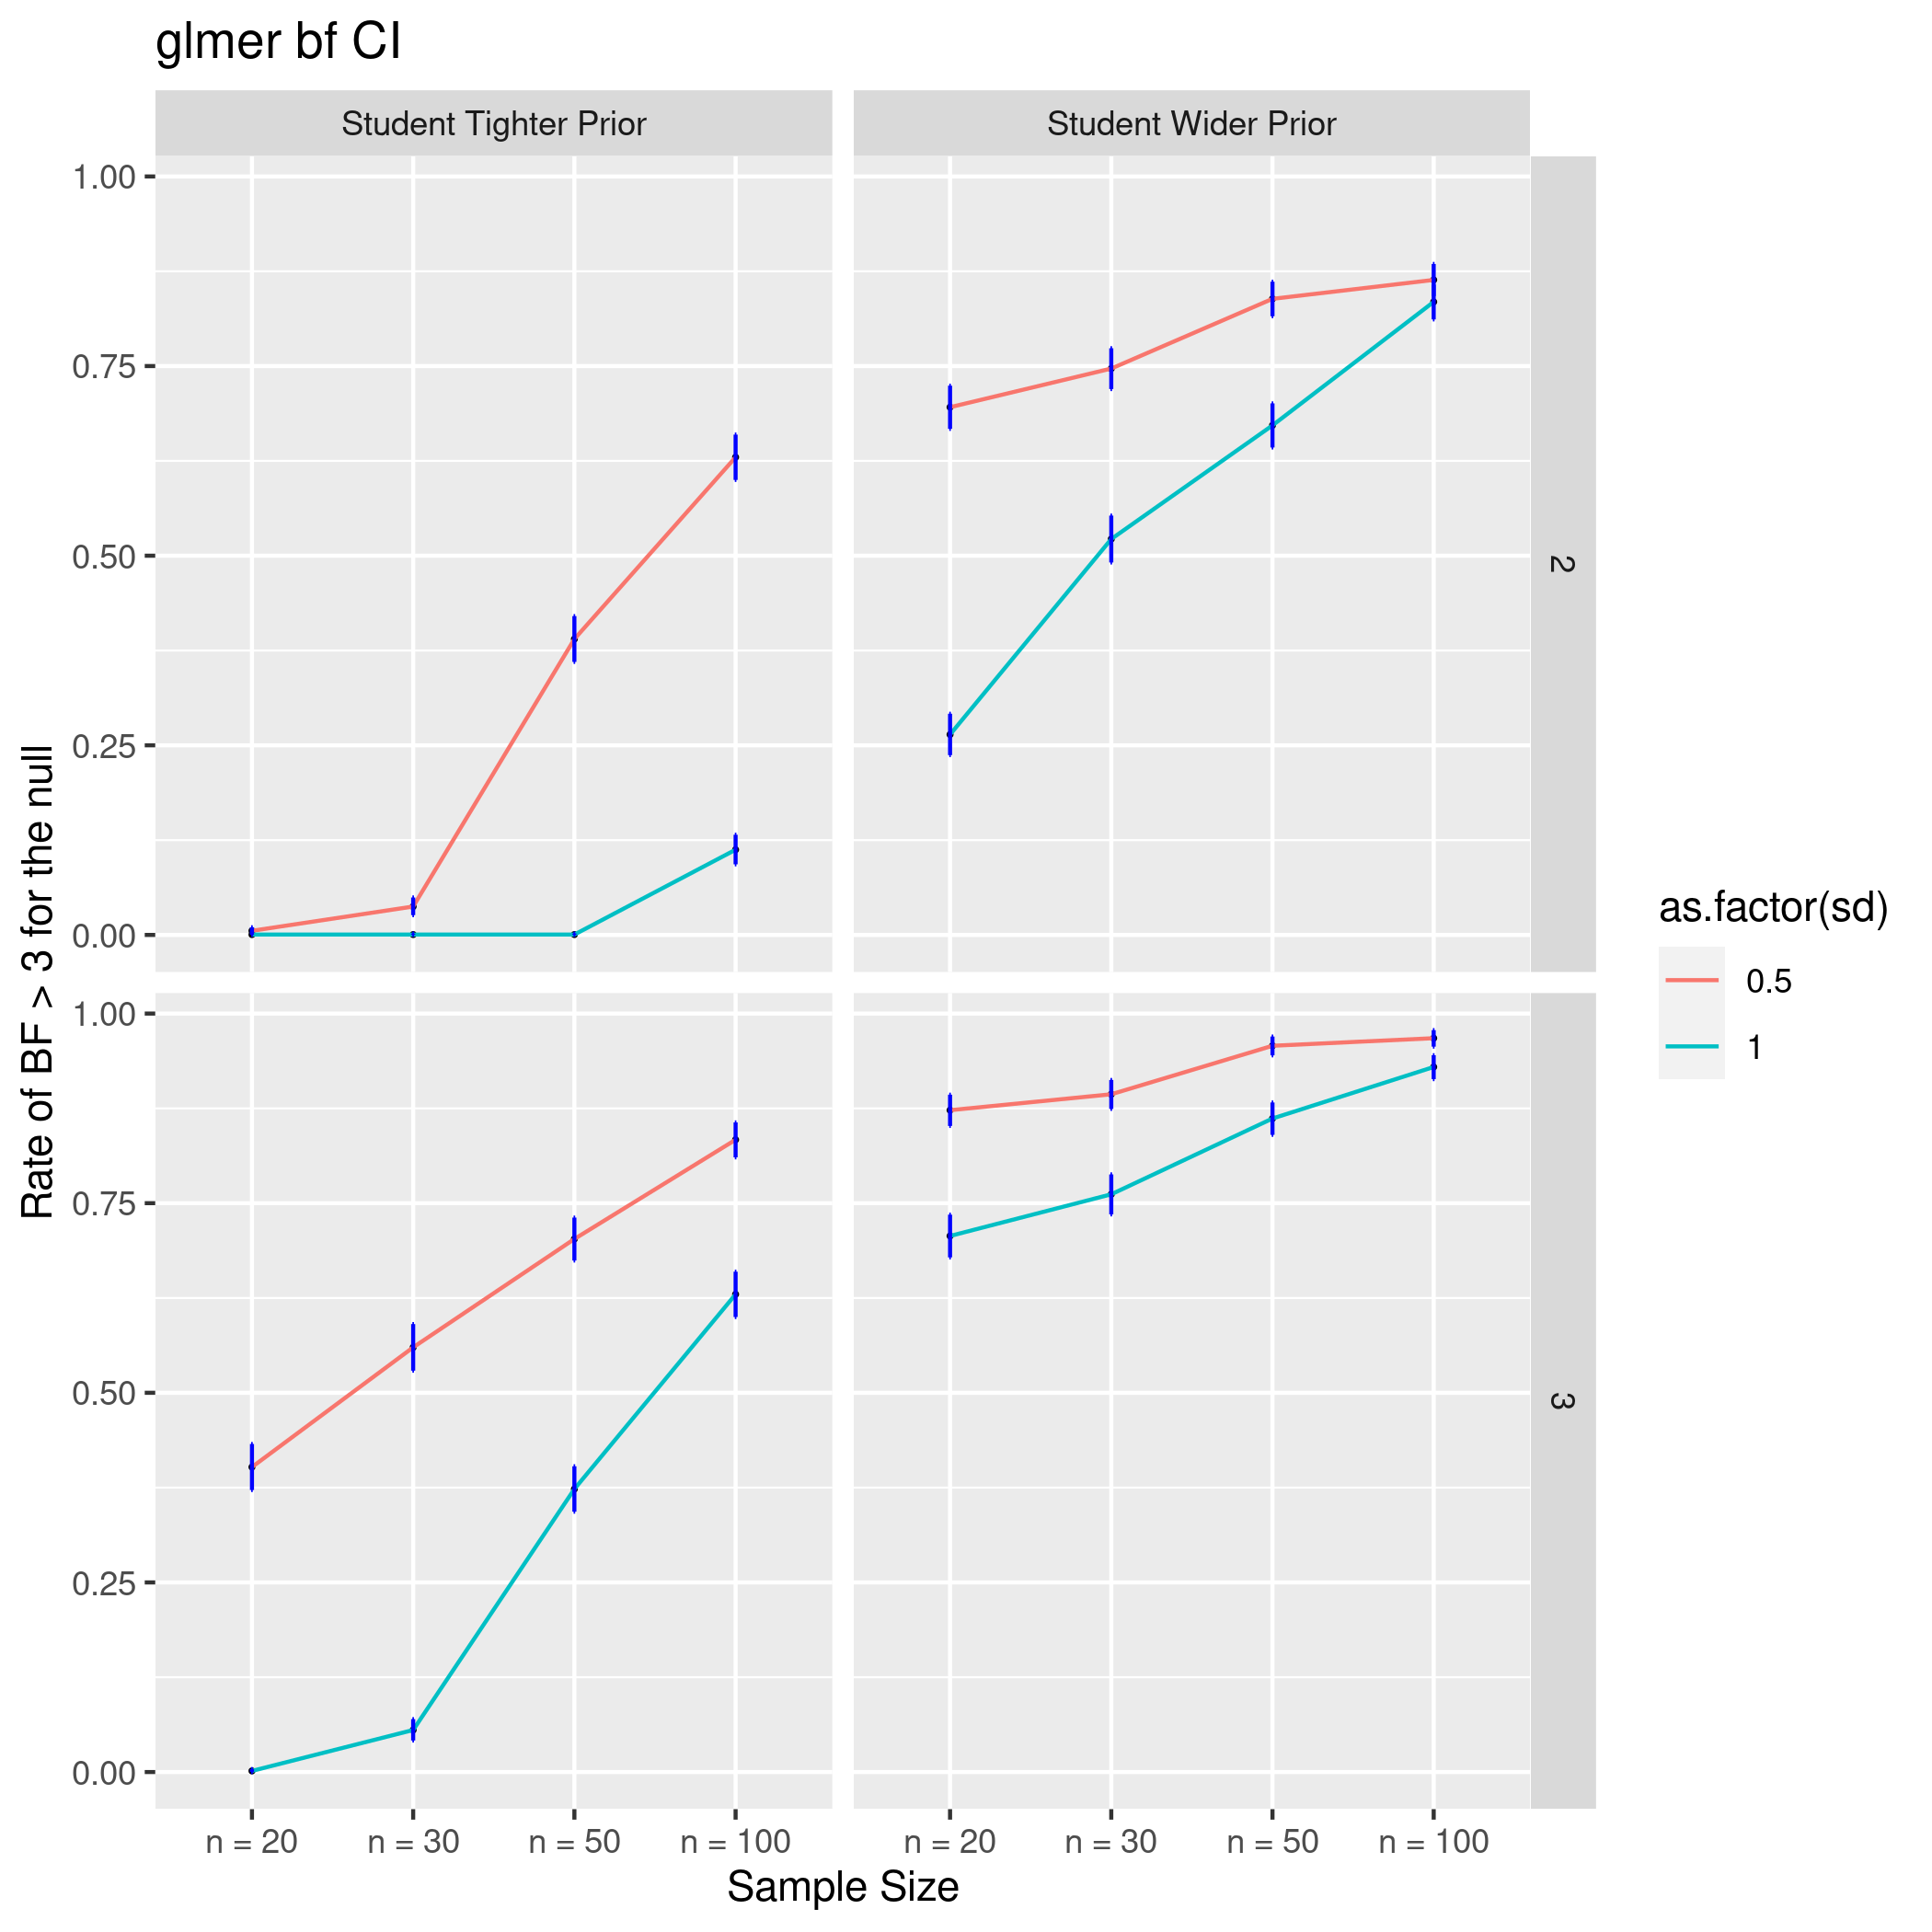 glmer bf CI
Student Tighter Prior
Student Wider Prior
1.00
0.75
0.50
0.25
0.00
2
1.00
0.75
0.50
0.25
0.00
3
n = 20
n = 30
n = 50
n = 100
n = 20
n = 30
n = 50
n = 100
Sample Size
Rate of BF > 3 for the null
as.factor(sd)
0.5
1